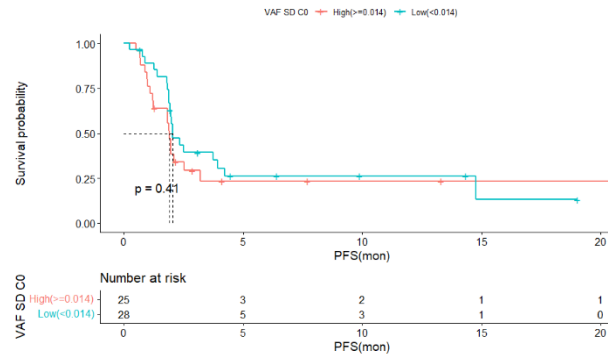 VAF SD C0 High(>=0.014) Low(<0.014)
Survival probability
1.00
0.75
0.50
0.25
0.00
p = 0.41
0 5 10 15 20
PFS(mon)
Number at risk
VAF SD C0
High(>=0.014) 25 3 2 1 1
Low(<0.014) 28 5 3 1 0
0 5 10 15 20
PFS(mon)